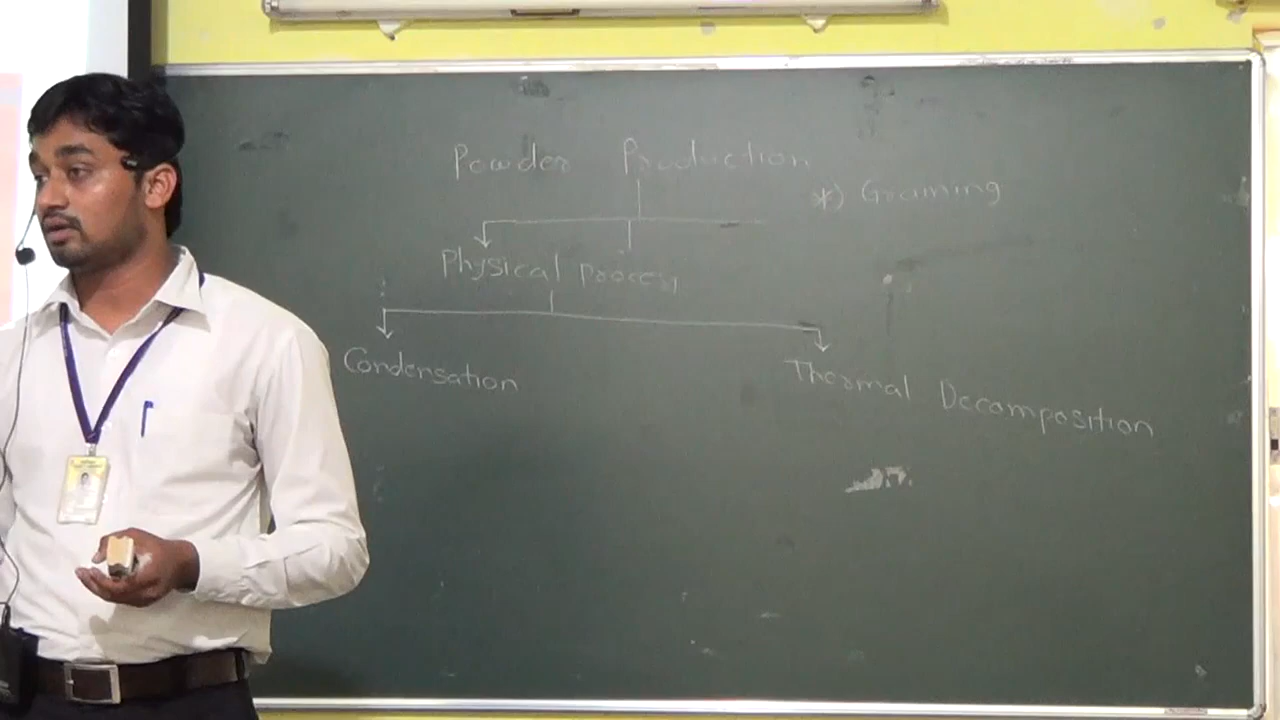 Powder Production
*) Graining
Physical process
Condensation
Thermal Decomposition